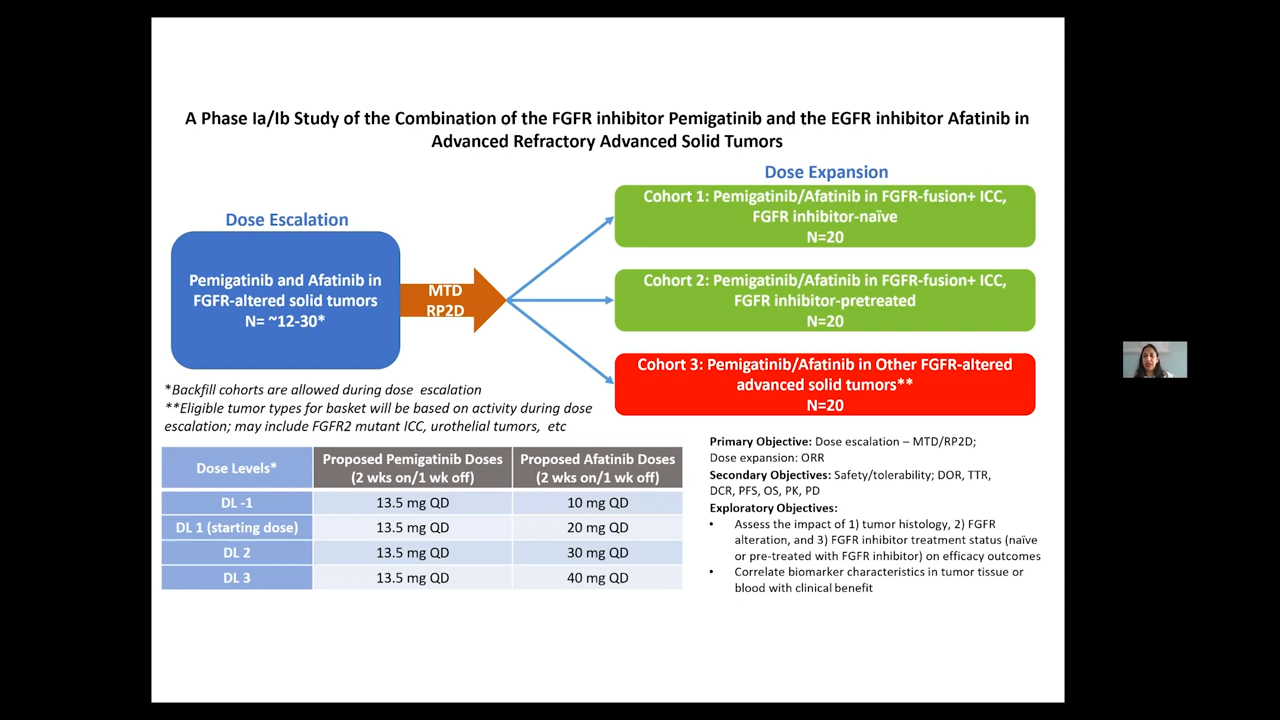 A Phase Ia/Ib Study of the Combination of the FGFR inhibitor Pemigatinib and the EGFR inhibitor Afatinib in
Advanced Refractory Advanced Solid Tumors
Dose Escalation
Pemigatinib and Afatinib in
FGFR-altered solid tumors
N= ~12-30*
MTD
RP2D
Dose Expansion
Cohort 1: Pemigatinib/Afatinib in FGFR-fusion+ ICC,
FGFR inhibitor-naïve
N=20
Cohort 2: Pemigatinib/Afatinib in FGFR-fusion+ ICC,
FGFR inhibitor-pretreated
N=20
Cohort 3: Pemigatinib/Afatinib in Other FGFR-altered
advanced solid tumors**
N=20
*Backfill cohorts are allowed during dose escalation
**Eligible tumor types for basket will be based on activity during dose
escalation; may include FGFR2 mutant ICC, urothelial tumors, etc
Dose Levels* Proposed Pemigatinib Doses (2 wks on/1 wk off) Proposed Afatinib Doses (2 wks on/1 wk off)
DL -1 13.5 mg QD 10 mg QD
DL 1 (starting dose) 13.5 mg QD 20 mg QD
DL 2 13.5 mg QD 30 mg QD
DL 3 13.5 mg QD 40 mg QD
Primary Objective: Dose escalation – MTD/RP2D;
Dose expansion: ORR
Secondary Objectives: Safety/tolerability; DOR, TTR,
DCR, PFS, OS, PK, PD
Exploratory Objectives:
• Assess the impact of 1) tumor histology, 2) FGFR
alteration, and 3) FGFR inhibitor treatment status (naïve
or pre-treated with FGFR inhibitor) on efficacy outcomes
• Correlate biomarker characteristics in tumor tissue or
blood with clinical benefit